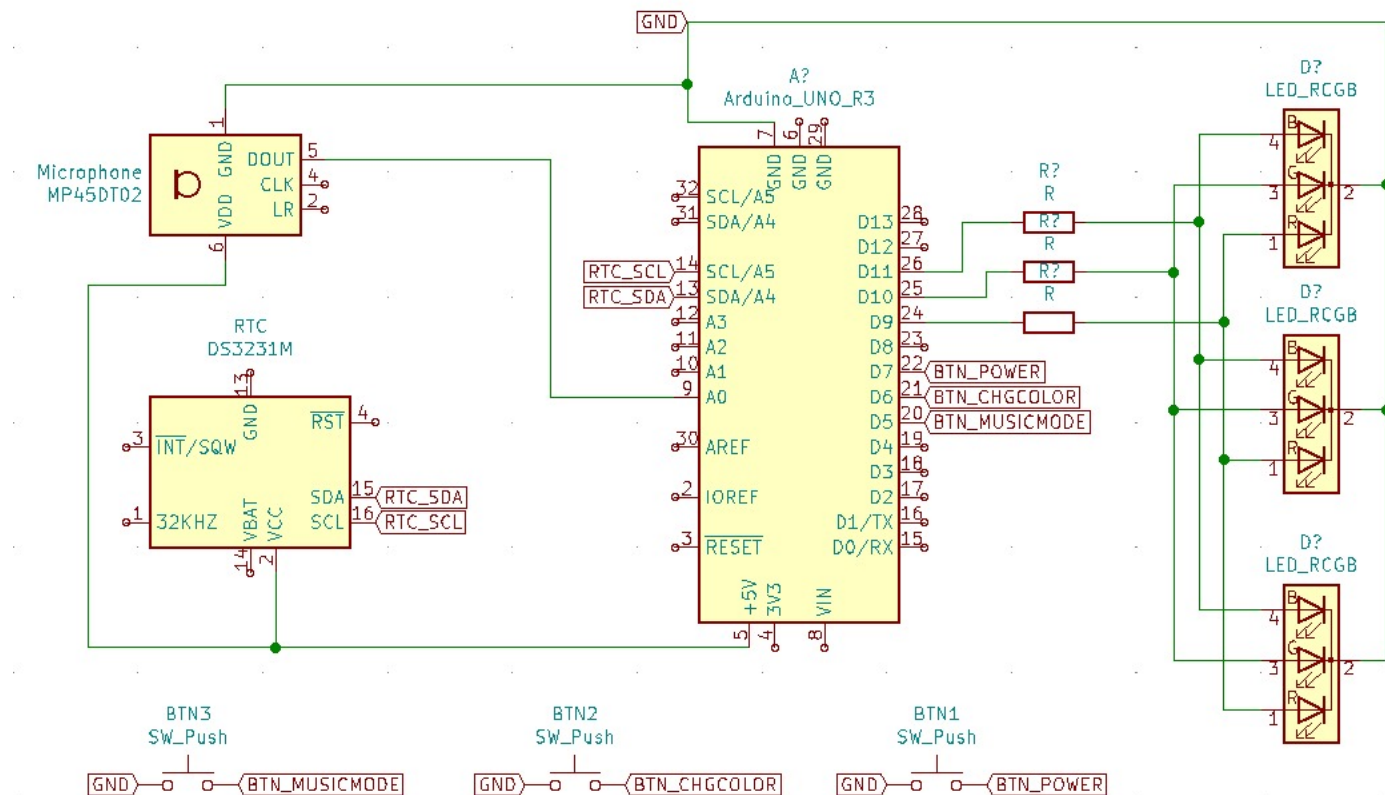 GND
A?
Arduino_UNO_R3
7
6
29
GND
GND
GND
32 SCL/A5
31 SDA/A4
RTC_SCL 14 SCL/A5
RTC_SDA 13 SDA/A4
12 A3
11 A2
10 A1
9 A0
30 AREF
2 IOREF
3 RESET
D13 28
D12 27
D11 26
D10 25
D9 24
D8 23
D7 22 BTN_POWER
D6 21 BTN_CHGCOLOR
D5 20 BTN_MUSICMODE
D4 19
D3 18
D2 17
D1/TX 16
D0/RX 15
+5V
3V3
VIN
5
4
8
Microphone
MP45DT02
1
GND
DOUT 5
CLK 4
LR 2
VDD
6
RTC
DS3231M
13
GND
RST 4
3 INT/SQW
SDA 15 RTC_SDA
1 32KHZ
SCL 16 RTC_SCL
VBAT
VCC
14
2
R?
R
R?
R
R?
R
D?
LED_RCGB
B
4
G
3
2
R
1
D?
LED_RCGB
B
4
G
3
2
R
1
D?
LED_RCGB
B
4
G
3
2
R
1
BTN3
SW_Push
GND BTN_MUSICMODE
BTN2
SW_Push
GND BTN_CHGCOLOR
BTN1
SW_Push
GND BTN_POWER